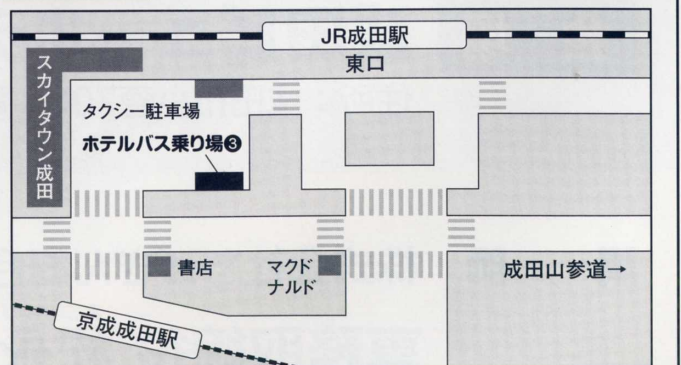 JR成田駅
東口
スカイタウン成田
タクシー駐車場
ホテルバス乗り場❸
書店
マクド
ナルド
成田山参道→
京成成田駅